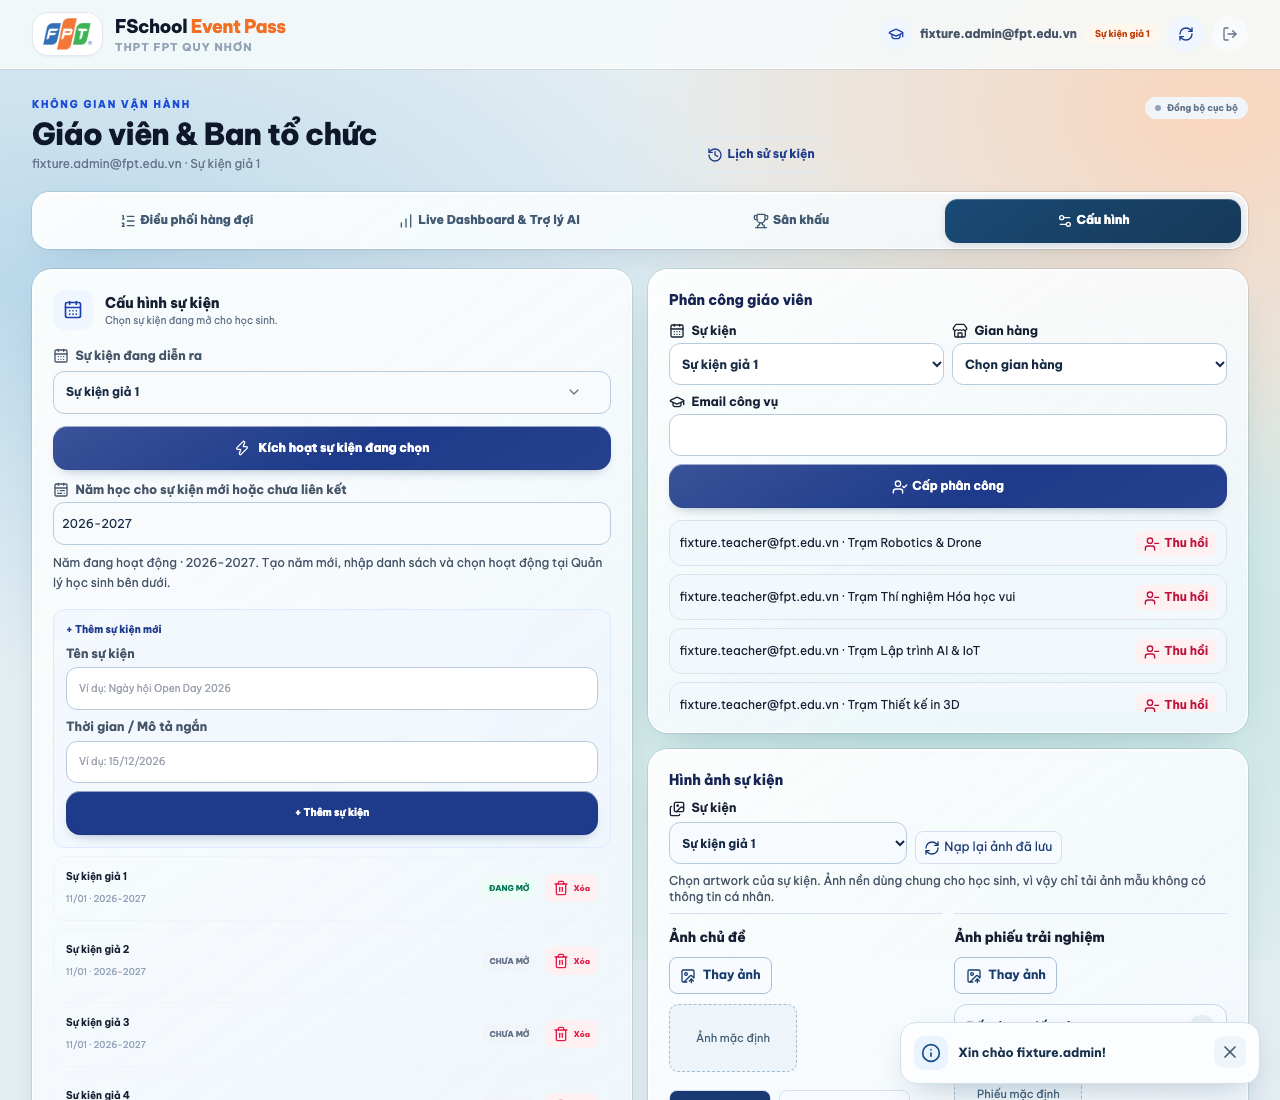 FPT
FSchool Event Pass
THPT FPT QUY NHƠN
fixture.admin@fpt.edu.vn
Sự kiện giả 1
KHÔNG GIAN VẬN HÀNH
Giáo viên & Ban tổ chức
fixture.admin@fpt.edu.vn · Sự kiện giả 1
Lịch sử sự kiện
Đồng bộ cục bộ
Điều phối hàng đợi
Live Dashboard & Trợ lý AI
Sân khấu
Cấu hình
Cấu hình sự kiện
Chọn sự kiện đang mở cho học sinh.
Sự kiện đang diễn ra
Sự kiện giả 1
Kích hoạt sự kiện đang chọn
Năm học cho sự kiện mới hoặc chưa liên kết
2026-2027
Năm đang hoạt động · 2026-2027. Tạo năm mới, nhập danh sách và chọn hoạt động tại Quản
lý học sinh bên dưới.
+ Thêm sự kiện mới
Tên sự kiện
Ví dụ: Ngày hội Open Day 2026
Thời gian / Mô tả ngắn
Ví dụ: 15/12/2026
+ Thêm sự kiện
Sự kiện giả 1
11/01 · 2026-2027
ĐANG MỞ
Xóa
Sự kiện giả 2
11/01 · 2026-2027
CHƯA MỞ
Xóa
Sự kiện giả 3
11/01 · 2026-2027
CHƯA MỞ
Xóa
Sự kiện giả 4
Phân công giáo viên
Sự kiện
Gian hàng
Sự kiện giả 1
Chọn gian hàng
Email công vụ
Cấp phân công
fixture.teacher@fpt.edu.vn · Trạm Robotics & Drone
Thu hồi
fixture.teacher@fpt.edu.vn · Trạm Thí nghiệm Hóa học vui
Thu hồi
fixture.teacher@fpt.edu.vn · Trạm Lập trình AI & IoT
Thu hồi
fixture.teacher@fpt.edu.vn · Trạm Thiết kế in 3D
Thu hồi
Hình ảnh sự kiện
Sự kiện
Sự kiện giả 1
Nạp lại ảnh đã lưu
Chọn artwork của sự kiện. Ảnh nền dùng chung cho học sinh, vì vậy chỉ tải ảnh mẫu không có
thông tin cá nhân.
Ảnh chủ đề
Thay ảnh
Ảnh mặc định
Ảnh phiếu trải nghiệm
Thay ảnh
Phiếu mặc định
Xin chào fixture.admin!